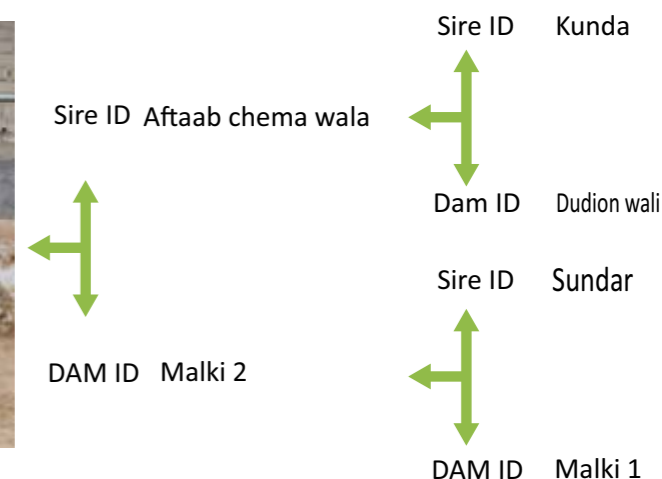 Sire ID Kunda
Sire ID Aftaab chema wala
Dam ID Dudion wali
Sire ID Sundar
DAM ID Malki 2
DAM ID Malki 1